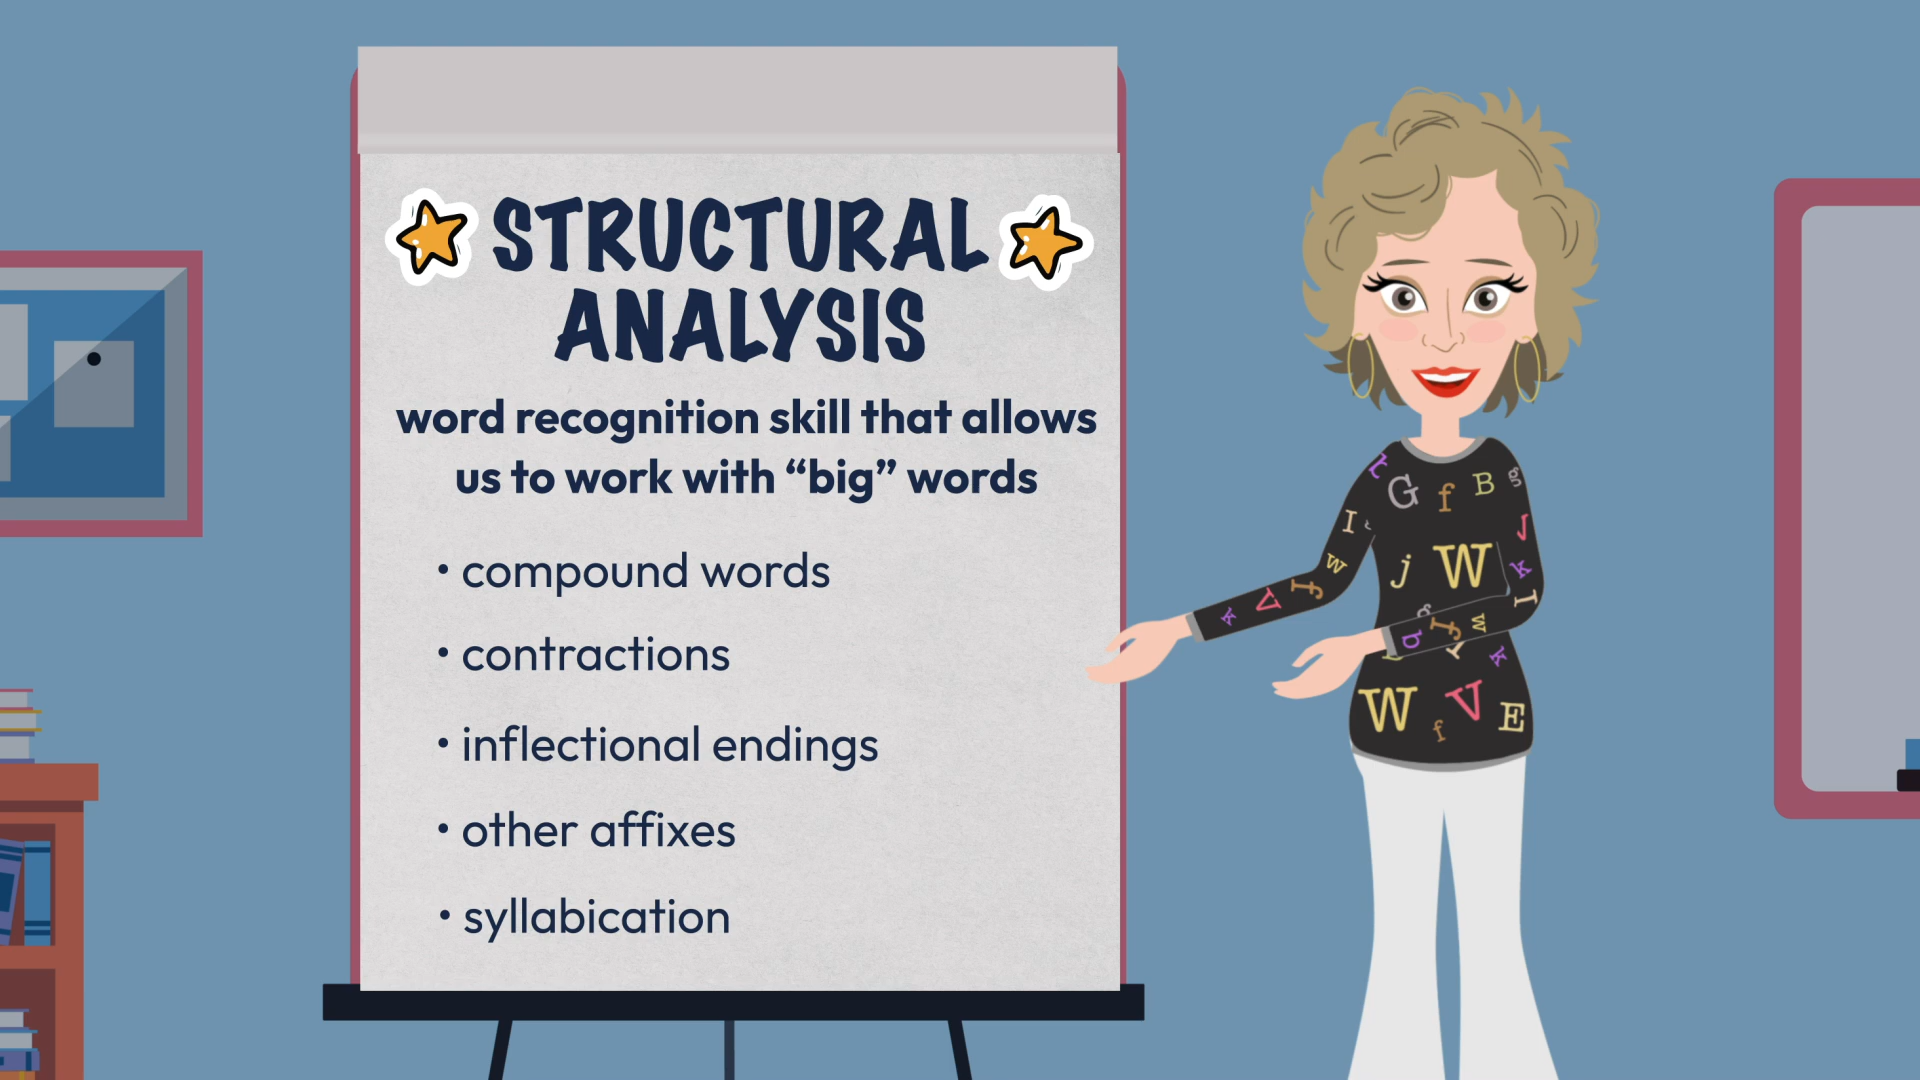 STRUCTURAL
ANALYSIS
word recognition skill that allows
us to work with “big” words
• compound words
• contractions
• inflectional endings
• other affixes
• syllabication
t G f B g
I J
w j W k
k V f I
g
b f w
k
W f V E